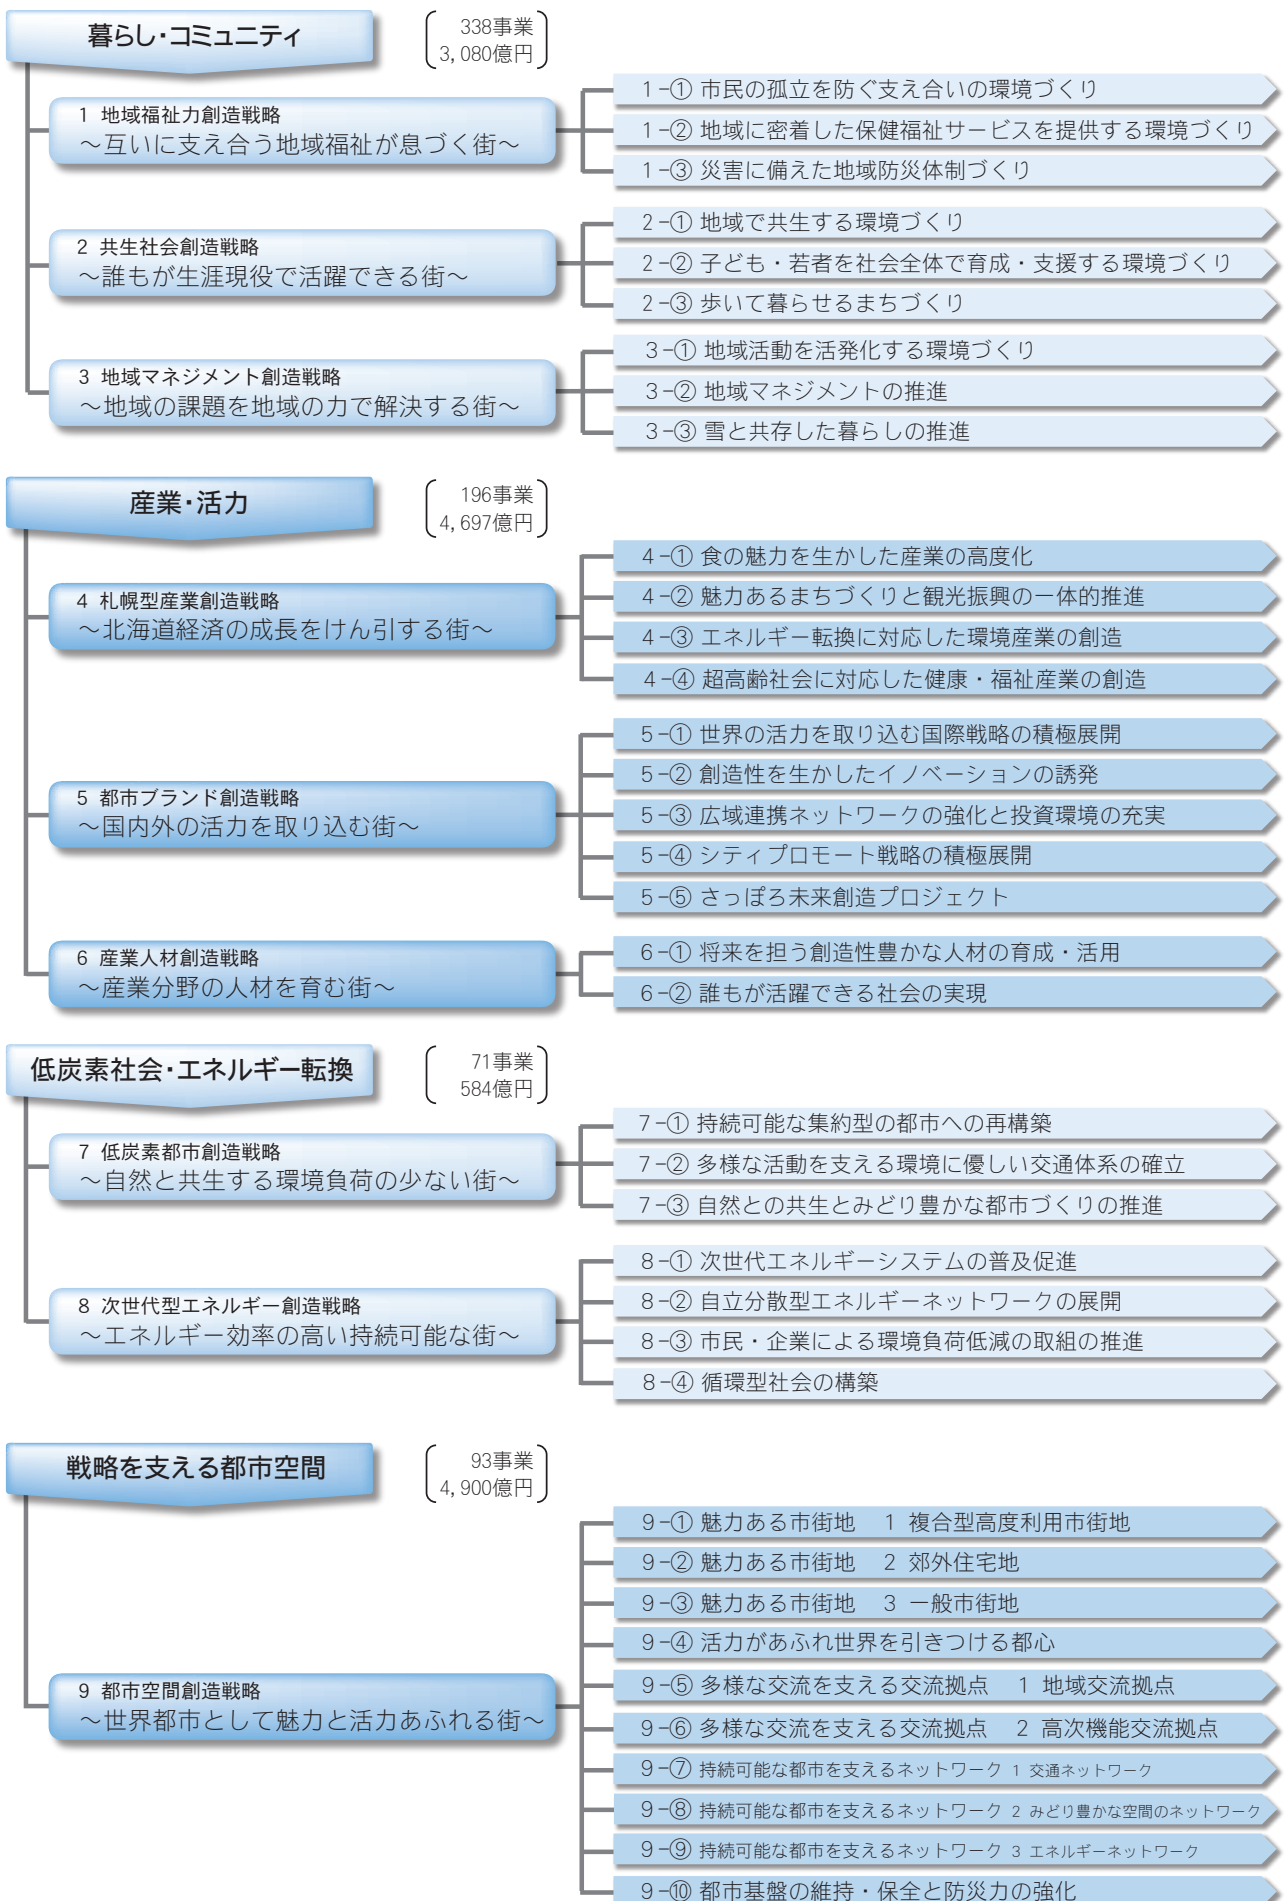 暮らし・コミュニティ
338事業
3,080億円
1 地域福祉力創造戦略
～互いに支え合う地域福祉が息づく街～
1-① 市民の孤立を防ぐ支え合いの環境づくり
1-② 地域に密着した保健福祉サービスを提供する環境づくり
1-③ 災害に備えた地域防災体制づくり
2 共生社会創造戦略
～誰もが生涯現役で活躍できる街～
2-① 地域で共生する環境づくり
2-② 子ども・若者を社会全体で育成・支援する環境づくり
2-③ 歩いて暮らせるまちづくり
3 地域マネジメント創造戦略
～地域の課題を地域の力で解決する街～
3-① 地域活動を活発化する環境づくり
3-② 地域マネジメントの推進
3-③ 雪と共存した暮らしの推進
産業・活力
196事業
4,697億円
4 札幌型産業創造戦略
～北海道経済の成長をけん引する街～
4-① 食の魅力を生かした産業の高度化
4-② 魅力あるまちづくりと観光振興の一体的推進
4-③ エネルギー転換に対応した環境産業の創造
4-④ 超高齢社会に対応した健康・福祉産業の創造
5 都市ブランド創造戦略
～国内外の活力を取り込む街～
5-① 世界の活力を取り込む国際戦略の積極展開
5-② 創造性を生かしたイノベーションの誘発
5-③ 広域連携ネットワークの強化と投資環境の充実
5-④ シティプロモート戦略の積極展開
5-⑤ さっぽろ未来創造プロジェクト
6 産業人材創造戦略
～産業分野の人材を育む街～
6-① 将来を担う創造性豊かな人材の育成・活用
6-② 誰もが活躍できる社会の実現
低炭素社会・エネルギー転換
71事業
584億円
7 低炭素都市創造戦略
～自然と共生する環境負荷の少ない街～
7-① 持続可能な集約型の都市への再構築
7-② 多様な活動を支える環境に優しい交通体系の確立
7-③ 自然との共生とみどり豊かな都市づくりの推進
8 次世代型エネルギー創造戦略
～エネルギー効率の高い持続可能な街～
8-① 次世代エネルギーシステムの普及促進
8-② 自立分散型エネルギーネットワークの展開
8-③ 市民・企業による環境負荷低減の取組の推進
8-④ 循環型社会の構築
戦略を支える都市空間
93事業
4,900億円
9 都市空間創造戦略
～世界都市として魅力と活力あふれる街～
9-① 魅力ある市街地 1 複合型高度利用市街地
9-② 魅力ある市街地 2 郊外住宅地
9-③ 魅力ある市街地 3 一般市街地
9-④ 活力があふれ世界を引きつける都心
9-⑤ 多様な交流を支える交流拠点 1 地域交流拠点
9-⑥ 多様な交流を支える交流拠点 2 高次機能交流拠点
9-⑦ 持続可能な都市を支えるネットワーク 1 交通ネットワーク
9-⑧ 持続可能な都市を支えるネットワーク 2 みどり豊かな空間のネットワーク
9-⑨ 持続可能な都市を支えるネットワーク 3 エネルギーネットワーク
9-⑩ 都市基盤の維持・保全と防災力の強化